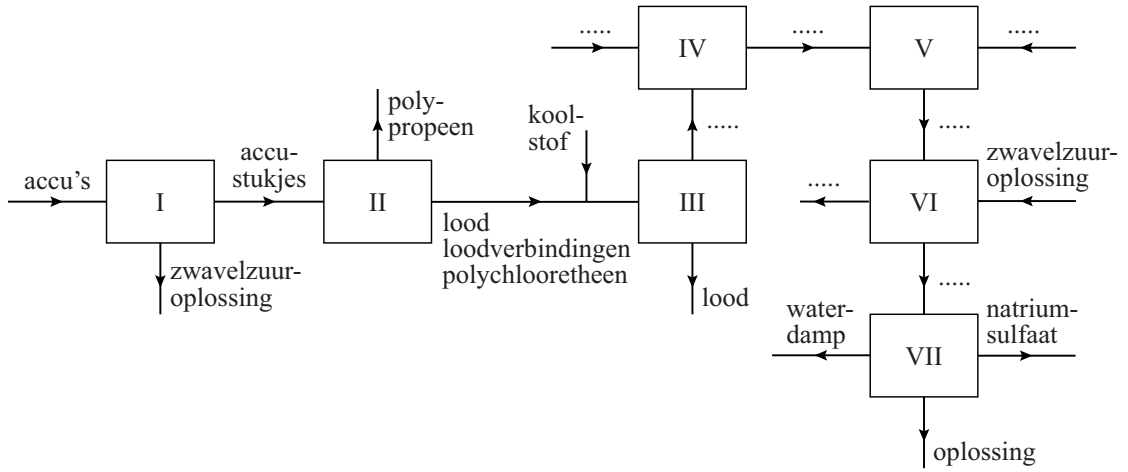 .....
IV
.....
V
.....
poly-
propeen
kool-
stof
.....
.....
accu's
I
accu-
stukjes
II
lood
loodverbindingen
polychlooretheen
III
.....
VI
zwavelzuur-
oplossing
zwavelzuur-
oplossing
lood
.....
water-
damp
VII
natrium-
sulfaat
oplossing